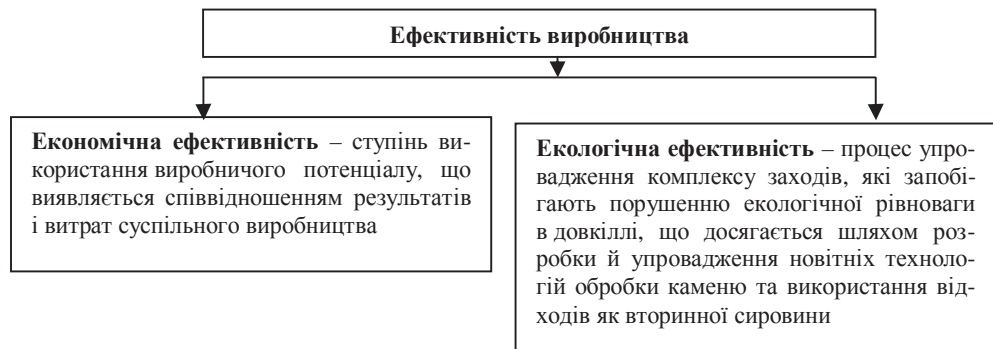 Ефективність виробництва
Економічна ефективність – ступінь ви-
користання виробничого потенціалу, що
виявляється співвідношенням результатів
і витрат суспільного виробництва
Екологічна ефективність – процес упро-
вадження комплексу заходів, які запобі-
гають порушенню екологічної рівноваги
в довкіллі, що досягається шляхом роз-
робки й упровадження новітніх техноло-
гій обробки каменю та використання від-
ходів як вторинної сировини